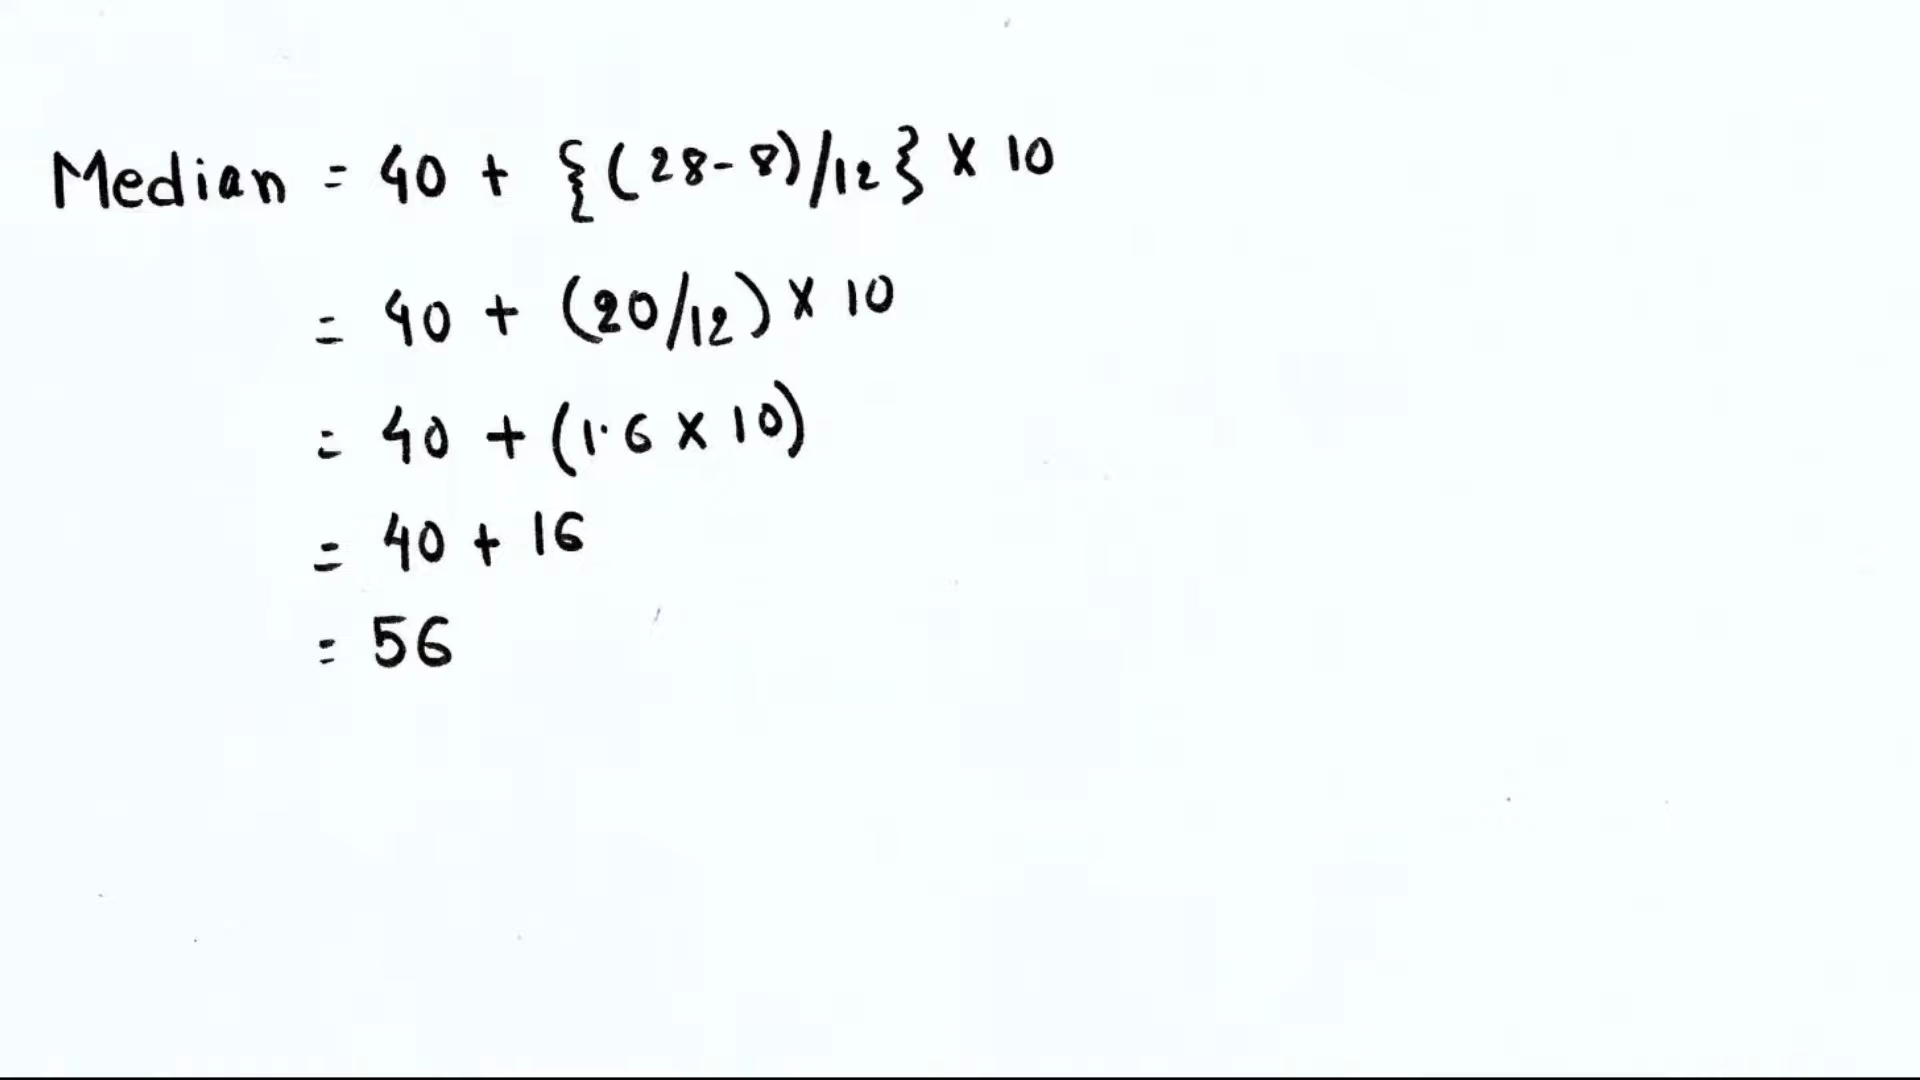 Median = 40 + {(28-8)/12} × 10
= 40 + (20/12) × 10
= 40 + (1.6 × 10)
= 40 + 16
= 56